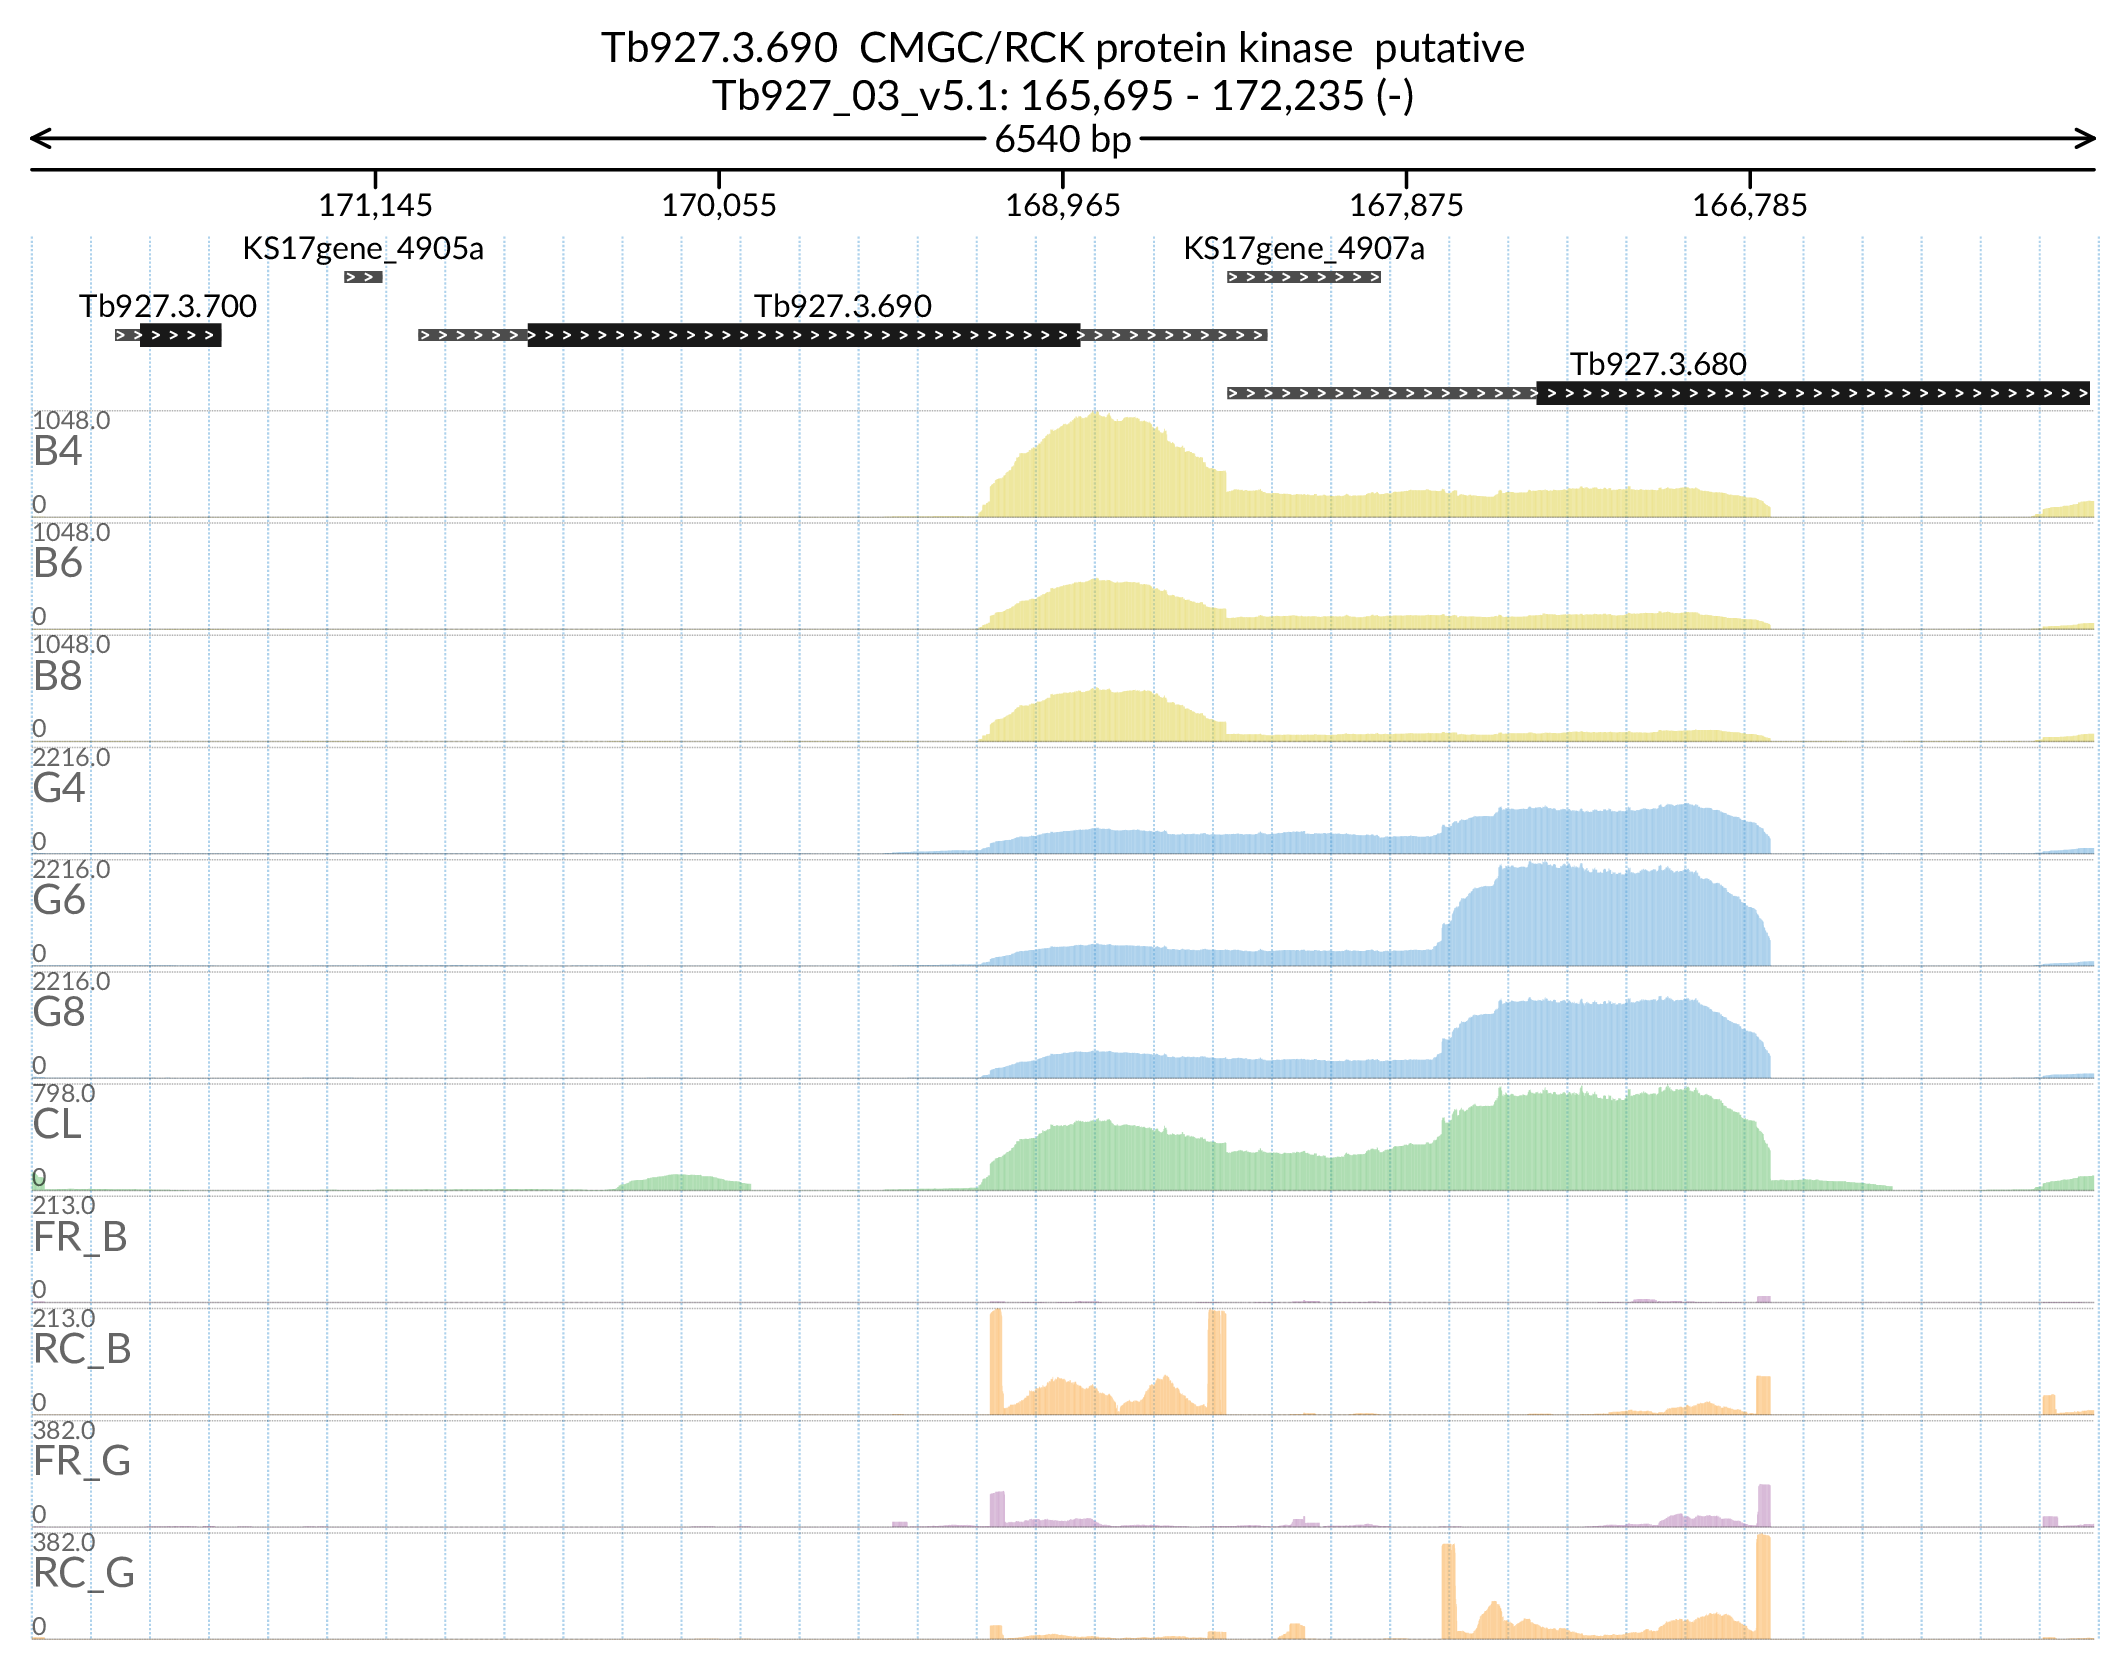 Tb927.3.690  CMGC/RCK protein kinase  putative
Tb927_03_v5.1: 165,695 - 172,235 (-)
6540 bp
171,145 170,055 168,965 167,875 166,785
KS17gene_4905a KS17gene_4907a
Tb927.3.700 Tb927.3.690
Tb927.3.680
1048.0
B4
0
1048.0
B6
0
1048.0
B8
0
2216.0
G4
0
2216.0
G6
0
2216.0
G8
0
798.0
CL
0
213.0
FR_B
0
213.0
RC_B
0
382.0
FR_G
0
382.0
RC_G
0